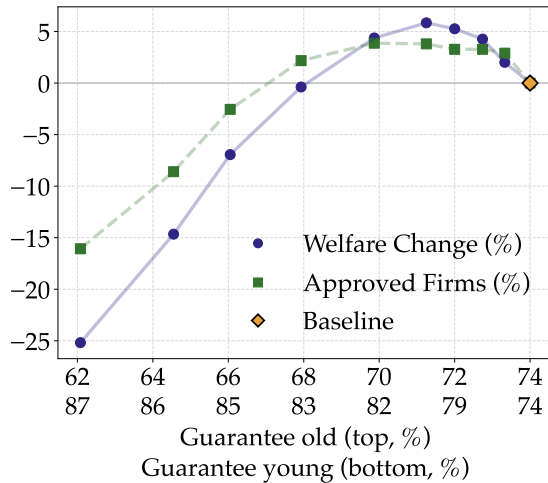 5
0
−5
−10
−15
−20
−25
Welfare Change (%)
Approved Firms (%)
Baseline
62 64 66 68 70 72 74
87 86 85 83 82 79 74
Guarantee old (top, %)
Guarantee young (bottom, %)